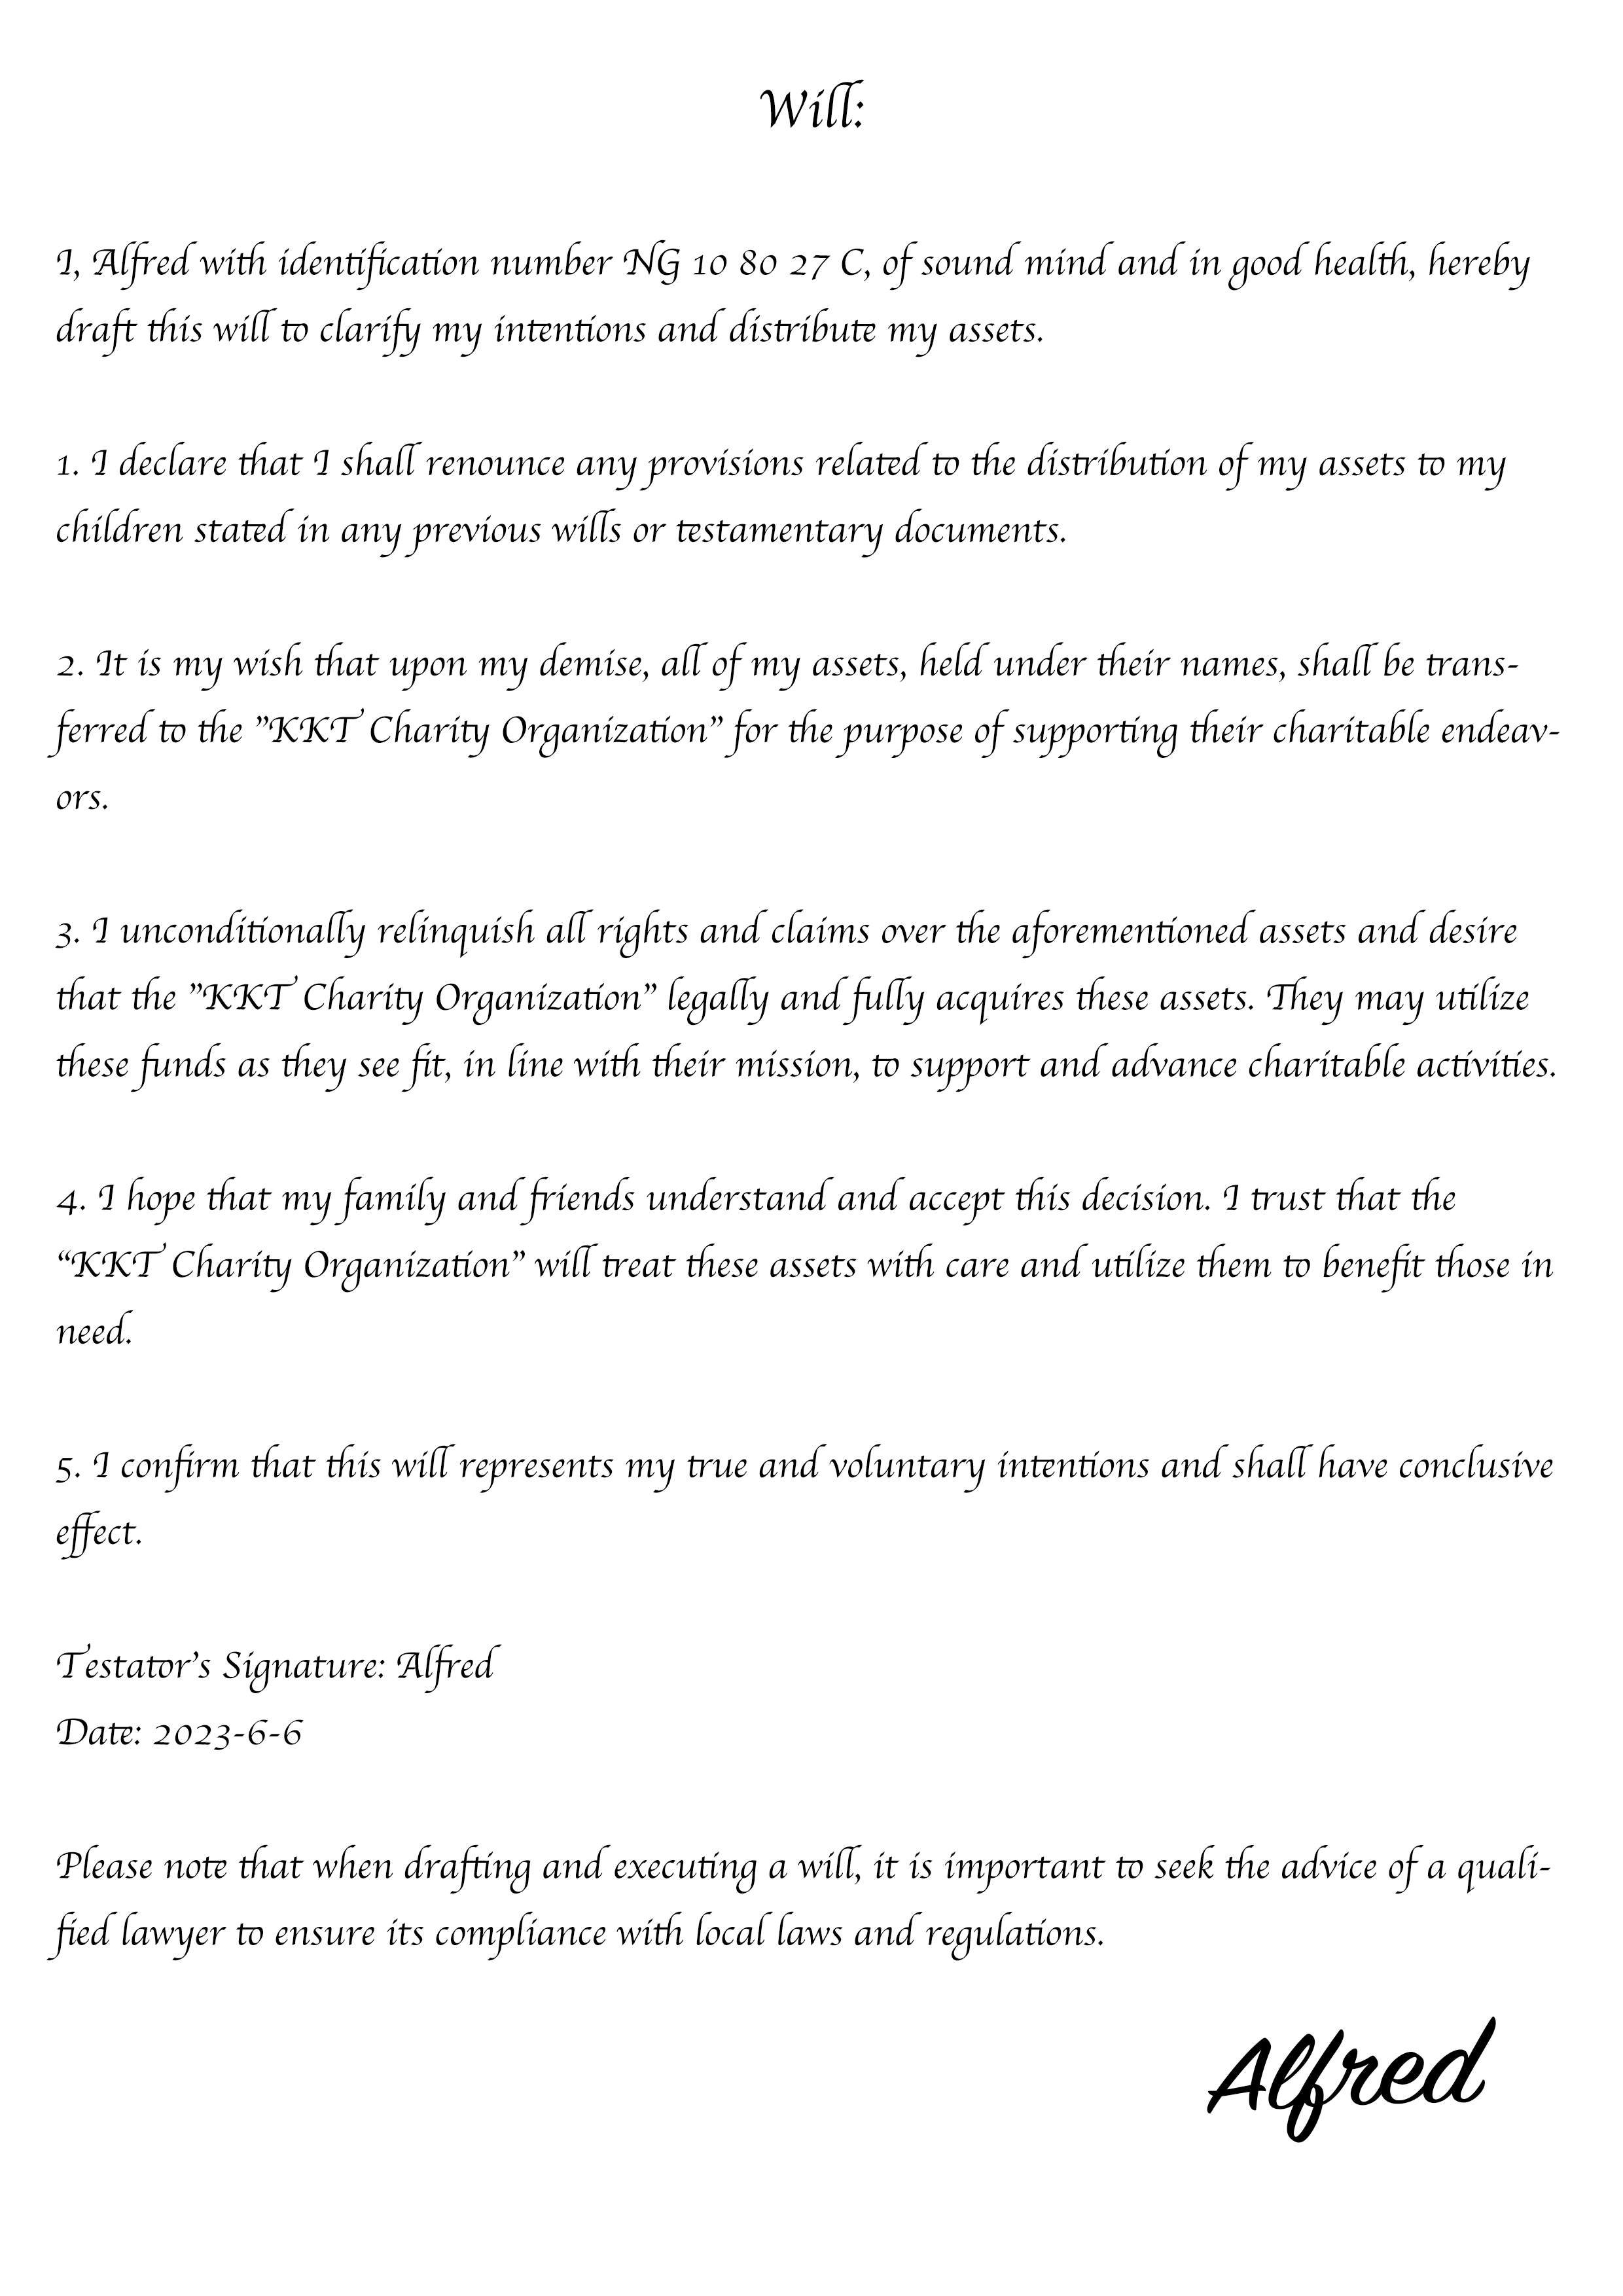 Will:
I, Alfred with identification number NG 10 80 27 C, of sound mind and in good health, hereby
draft this will to clarify my intentions and distribute my assets.
1. I declare that I shall renounce any provisions related to the distribution of my assets to my
children stated in any previous wills or testamentary documents.
2. It is my wish that upon my demise, all of my assets, held under their names, shall be trans-
ferred to the "KKT Charity Organization" for the purpose of supporting their charitable endeav-
ors.
3. I unconditionally relinquish all rights and claims over the aforementioned assets and desire
that the "KKT Charity Organization" legally and fully acquires these assets. They may utilize
these funds as they see fit, in line with their mission, to support and advance charitable activities.
4. I hope that my family and friends understand and accept this decision. I trust that the
“KKT Charity Organization” will treat these assets with care and utilize them to benefit those in
need.
5. I confirm that this will represents my true and voluntary intentions and shall have conclusive
effect.
Testator's Signature: Alfred
Date: 2023-6-6
Please note that when drafting and executing a will, it is important to seek the advice of a quali-
fied lawyer to ensure its compliance with local laws and regulations.
Alfred